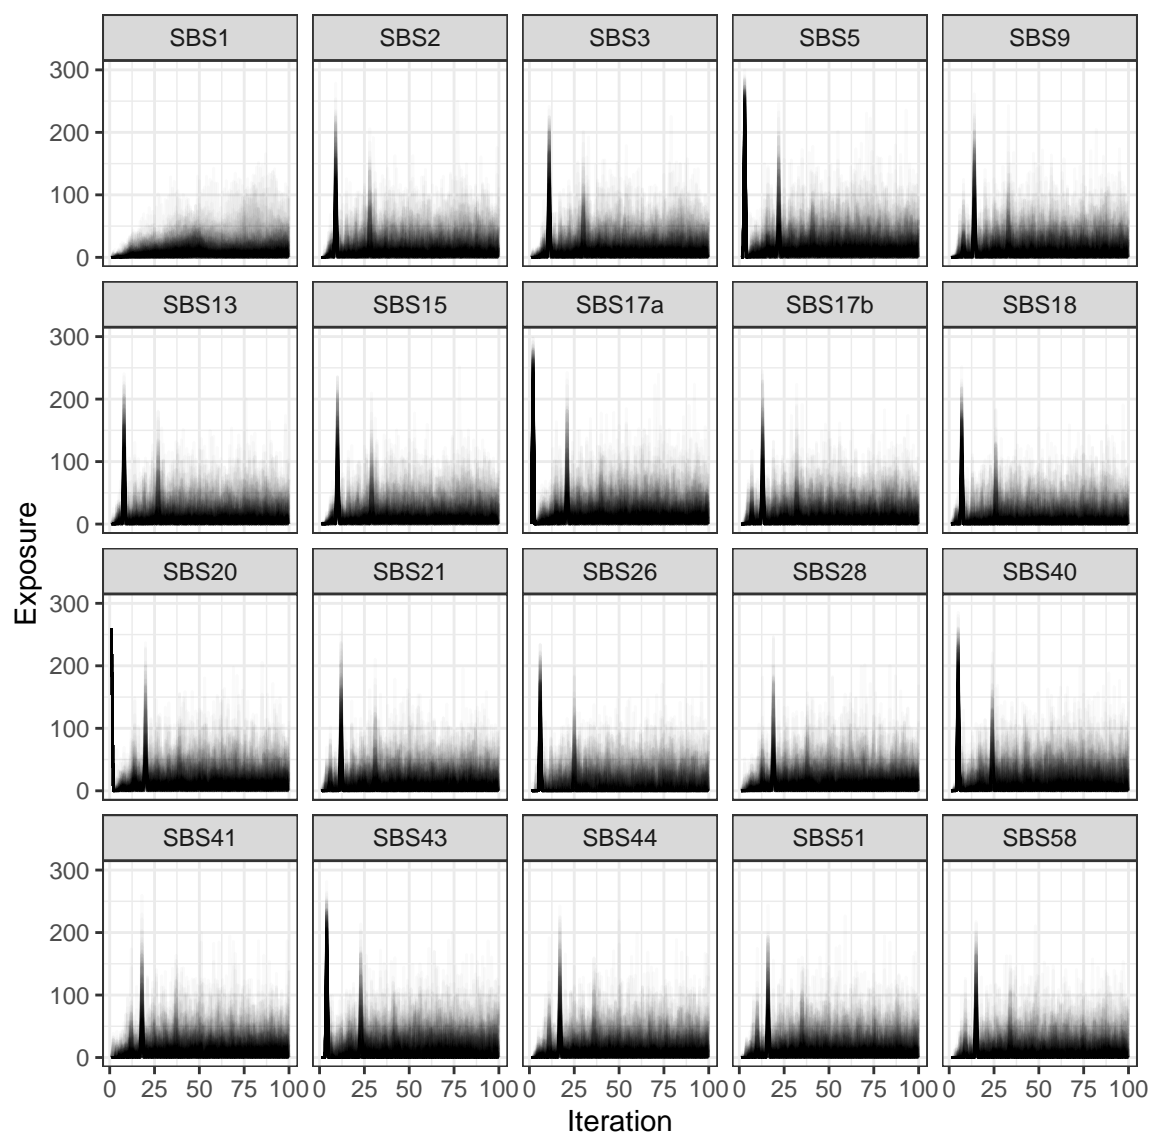 SBS1 SBS2 SBS3 SBS5 SBS9
300
200
100
0
SBS13 SBS15 SBS17a SBS17b SBS18
300
200
100
0
Exposure
SBS20 SBS21 SBS26 SBS28 SBS40
300
200
100
0
SBS41 SBS43 SBS44 SBS51 SBS58
300
200
100
0
0 25 50 75 100 0 25 50 75 100 0 25 50 75 100 0 25 50 75 100 0 25 50 75 100
Iteration